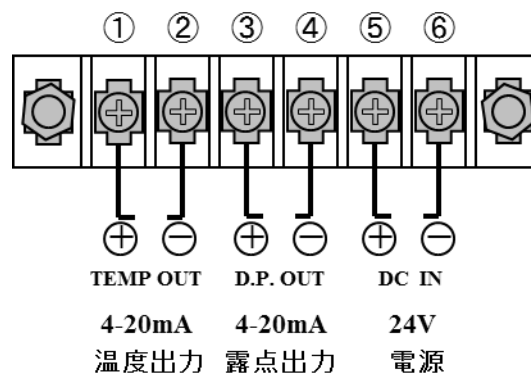 ① ② ③ ④ ⑤ ⑥
⊕ ⊖ ⊕ ⊖ ⊕ ⊖
TEMP OUT D.P. OUT DC IN
4-20mA 4-20mA 24V
温度出力 露点出力 電源